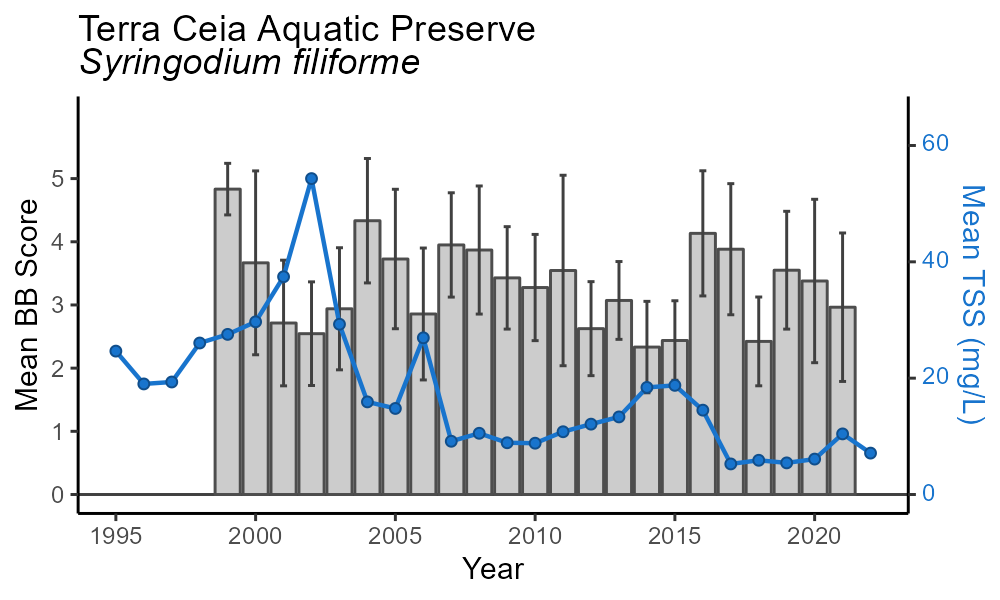 Terra Ceia Aquatic Preserve
Syringodium filiforme
Mean BB Score
5
4
3
2
1
0
60
40
20
0
Mean TSS (mg/L)
1995 2000 2005 2010 2015 2020
Year